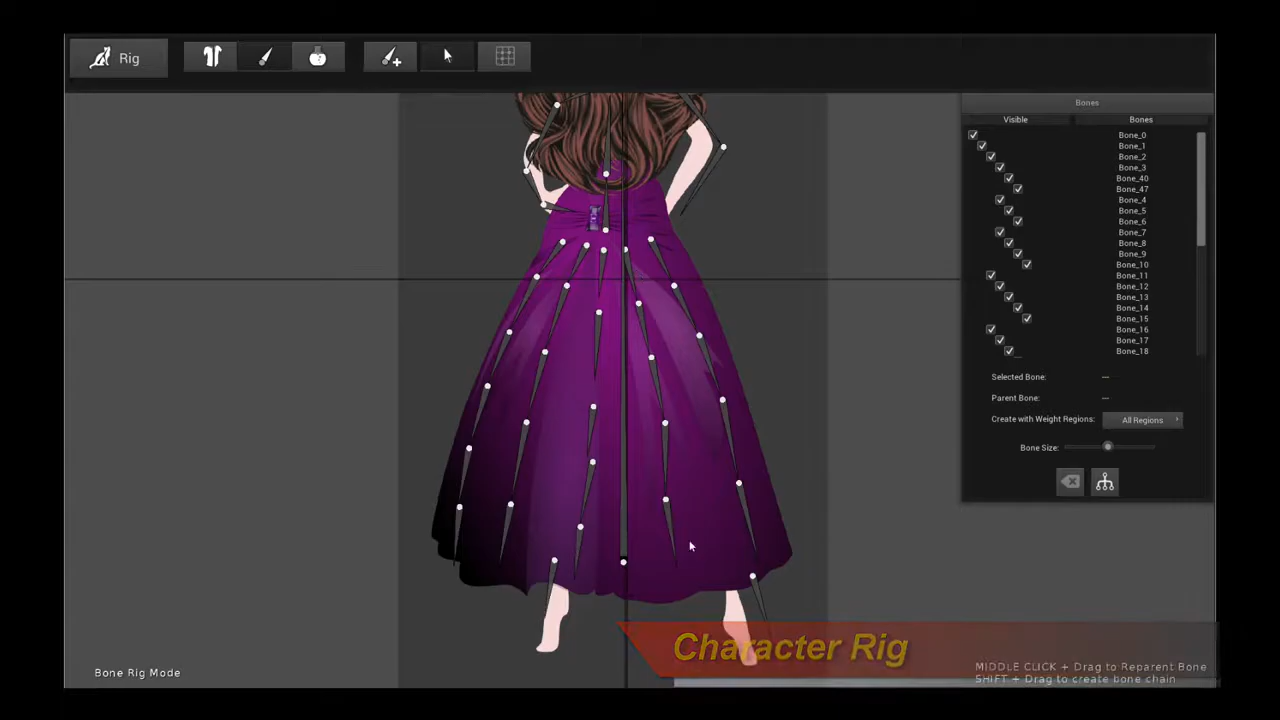 Rig
Bones
Visible Bones
Bone_0
Bone_1
Bone_2
Bone_3
Bone_40
Bone_47
Bone_4
Bone_5
Bone_6
Bone_7
Bone_8
Bone_9
Bone_10
Bone_11
Bone_12
Bone_13
Bone_14
Bone_15
Bone_16
Bone_17
Bone_18
Selected Bone: --
Parent Bone: --
Create with Weight Regions: All Regions
Bone Size:
Character Rig
Bone Rig Mode
MIDDLE CLICK + Drag to Reparent Bone
SHIFT + Drag to create bone chain